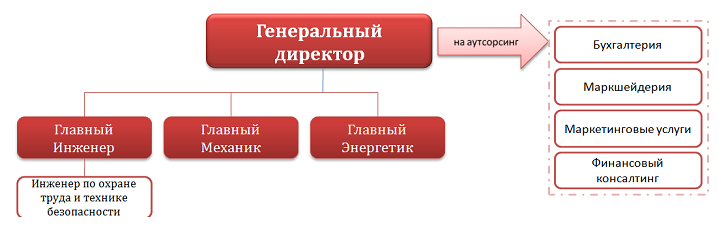 Генеральный
директор
на аутсорсинг
Бухгалтерия
Маркшейдерия
Маркетинговые услуги
Финансовый
консалтинг
Главный
Инженер
Главный
Механик
Главный
Энергетик
Инженер по охране
труда и технике
безопасности